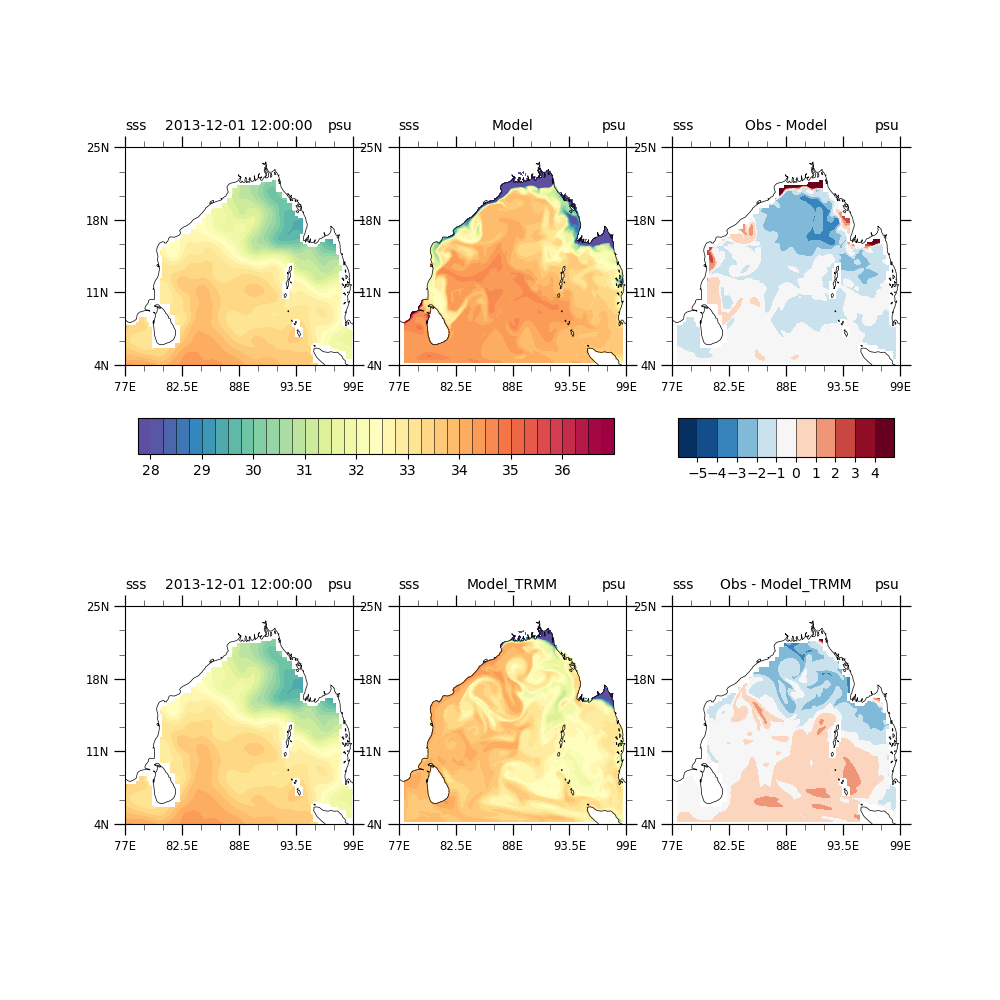 sss 2013-12-01 12:00:00 psu sss Model psu sss Obs - Model psu
25N 25N 25N
18N 18N 18N
11N 11N 11N
4N 4N 4N
77E 82.5E 88E 93.5E 99E 77E 82.5E 88E 93.5E 99E 77E 82.5E 88E 93.5E 99E
28 29 30 31 32 33 34 35 36 −5 −4 −3 −2 −1 0 1 2 3 4
sss 2013-12-01 12:00:00 psu sss Model_TRMM psu sss Obs - Model_TRMM psu
25N 25N 25N
18N 18N 18N
11N 11N 11N
4N 4N 4N
77E 82.5E 88E 93.5E 99E 77E 82.5E 88E 93.5E 99E 77E 82.5E 88E 93.5E 99E